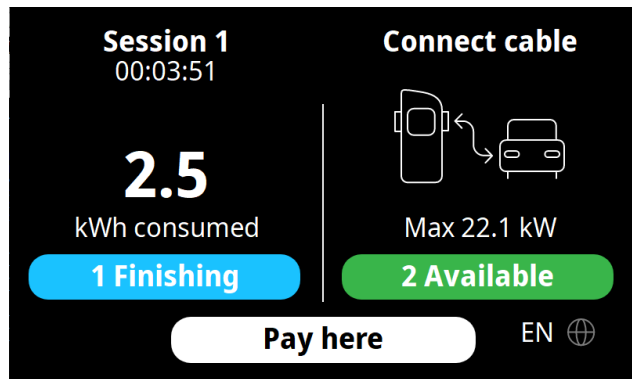 Session 1
00:03:51
2.5
kWh consumed
1 Finishing
Connect cable
Max 22.1 kW
2 Available
Pay here
EN